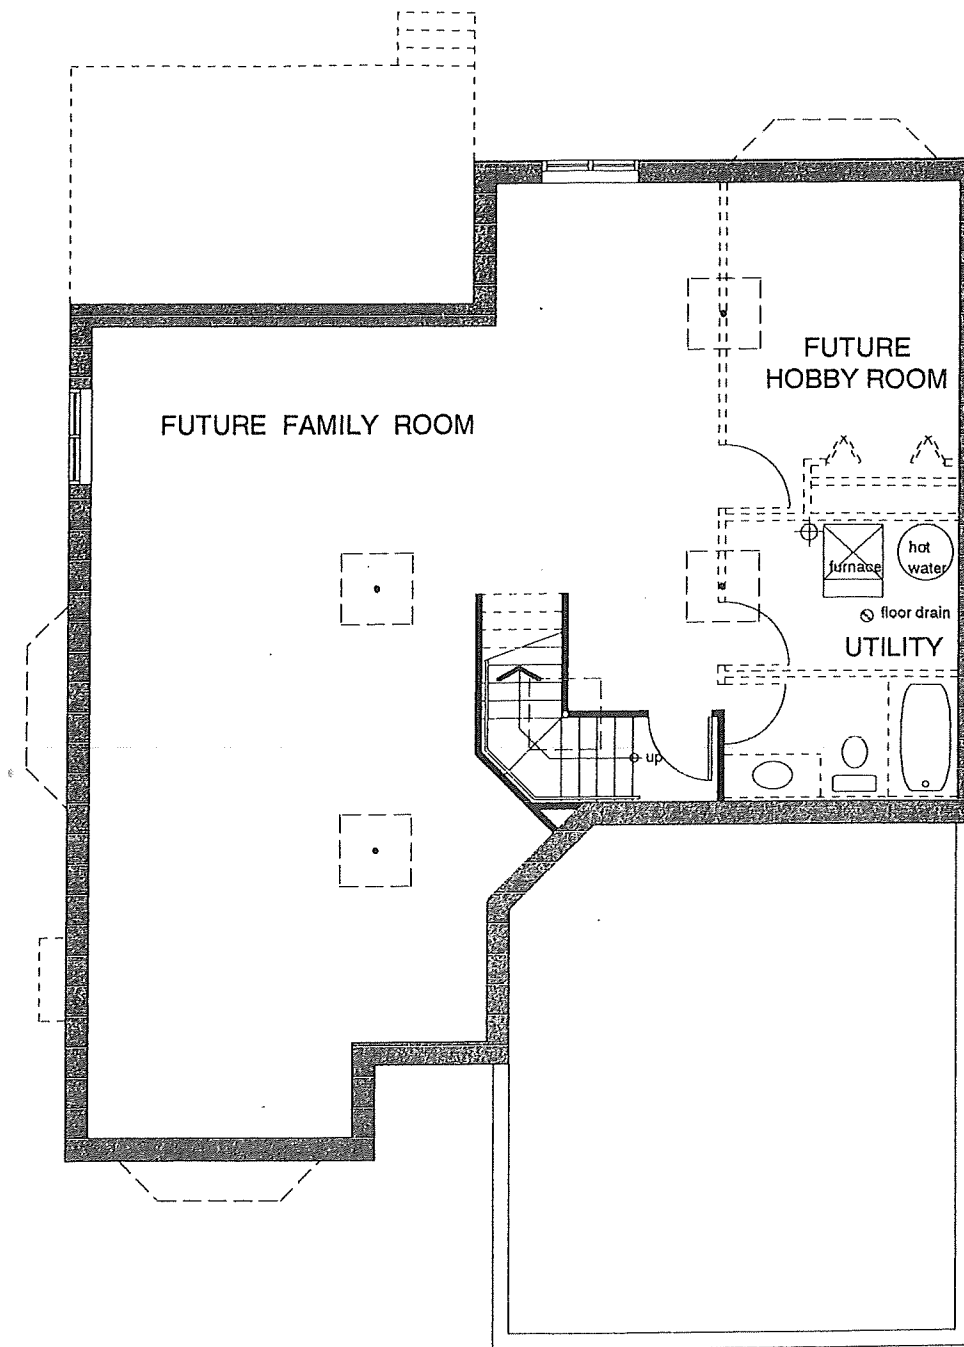 FUTURE
HOBBY ROOM
FUTURE FAMILY ROOM
furnace
hot
water
floor drain
UTILITY
up